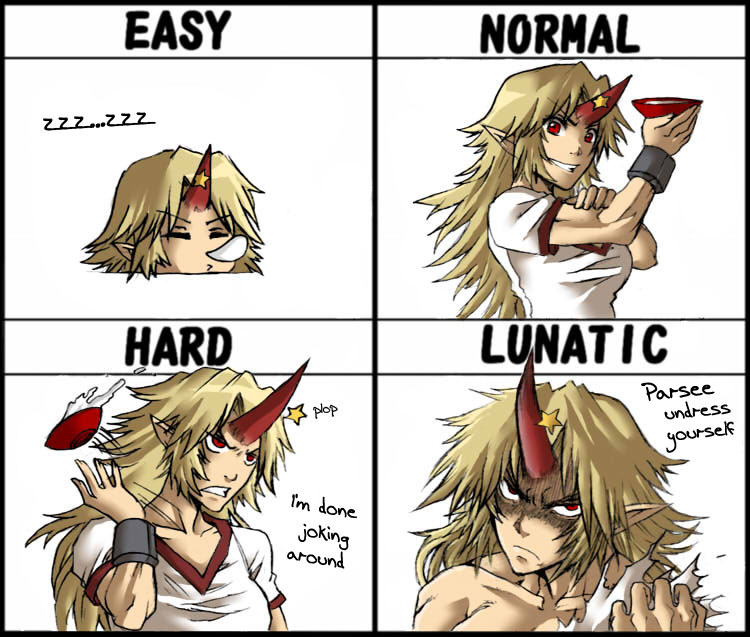 EASY
zzz...zzz
NORMAL
HARD
plop
I'm done
joking
around
LUNATIC
Parsee
undress
yourself